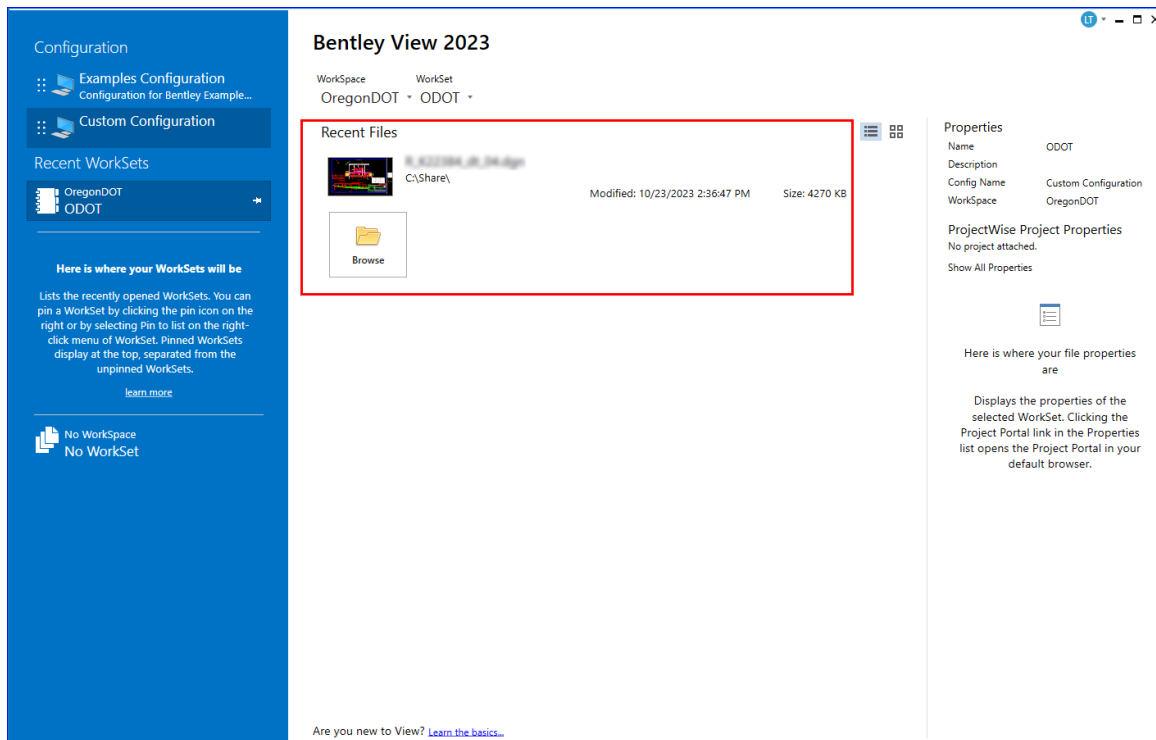 LT
Configuration
Examples Configuration
Configuration for Bentley Example...
Custom Configuration
Recent WorkSets
OregonDOT
ODOT
Here is where your WorkSets will be
Lists the recently opened WorkSets. You can
pin a WorkSet by clicking the pin icon on the
right or by selecting Pin to list on the right-
click menu of WorkSet. Pinned WorkSets
display at the top, separated from the
unpinned WorkSets.
learn more
No WorkSpace
No WorkSet
Bentley View 2023
WorkSpace WorkSet
OregonDOT ODOT
Recent Files
C:\Share\
Modified: 10/23/2023 2:36:47 PM Size: 4270 KB
Browse
Properties
Name ODOT
Description
Config Name Custom Configuration
WorkSpace OregonDOT
ProjectWise Project Properties
No project attached.
Show All Properties
Here is where your file properties
are
Displays the properties of the
selected WorkSet. Clicking the
Project Portal link in the Properties
list opens the Project Portal in your
default browser.
Are you new to View? Learn the basics...